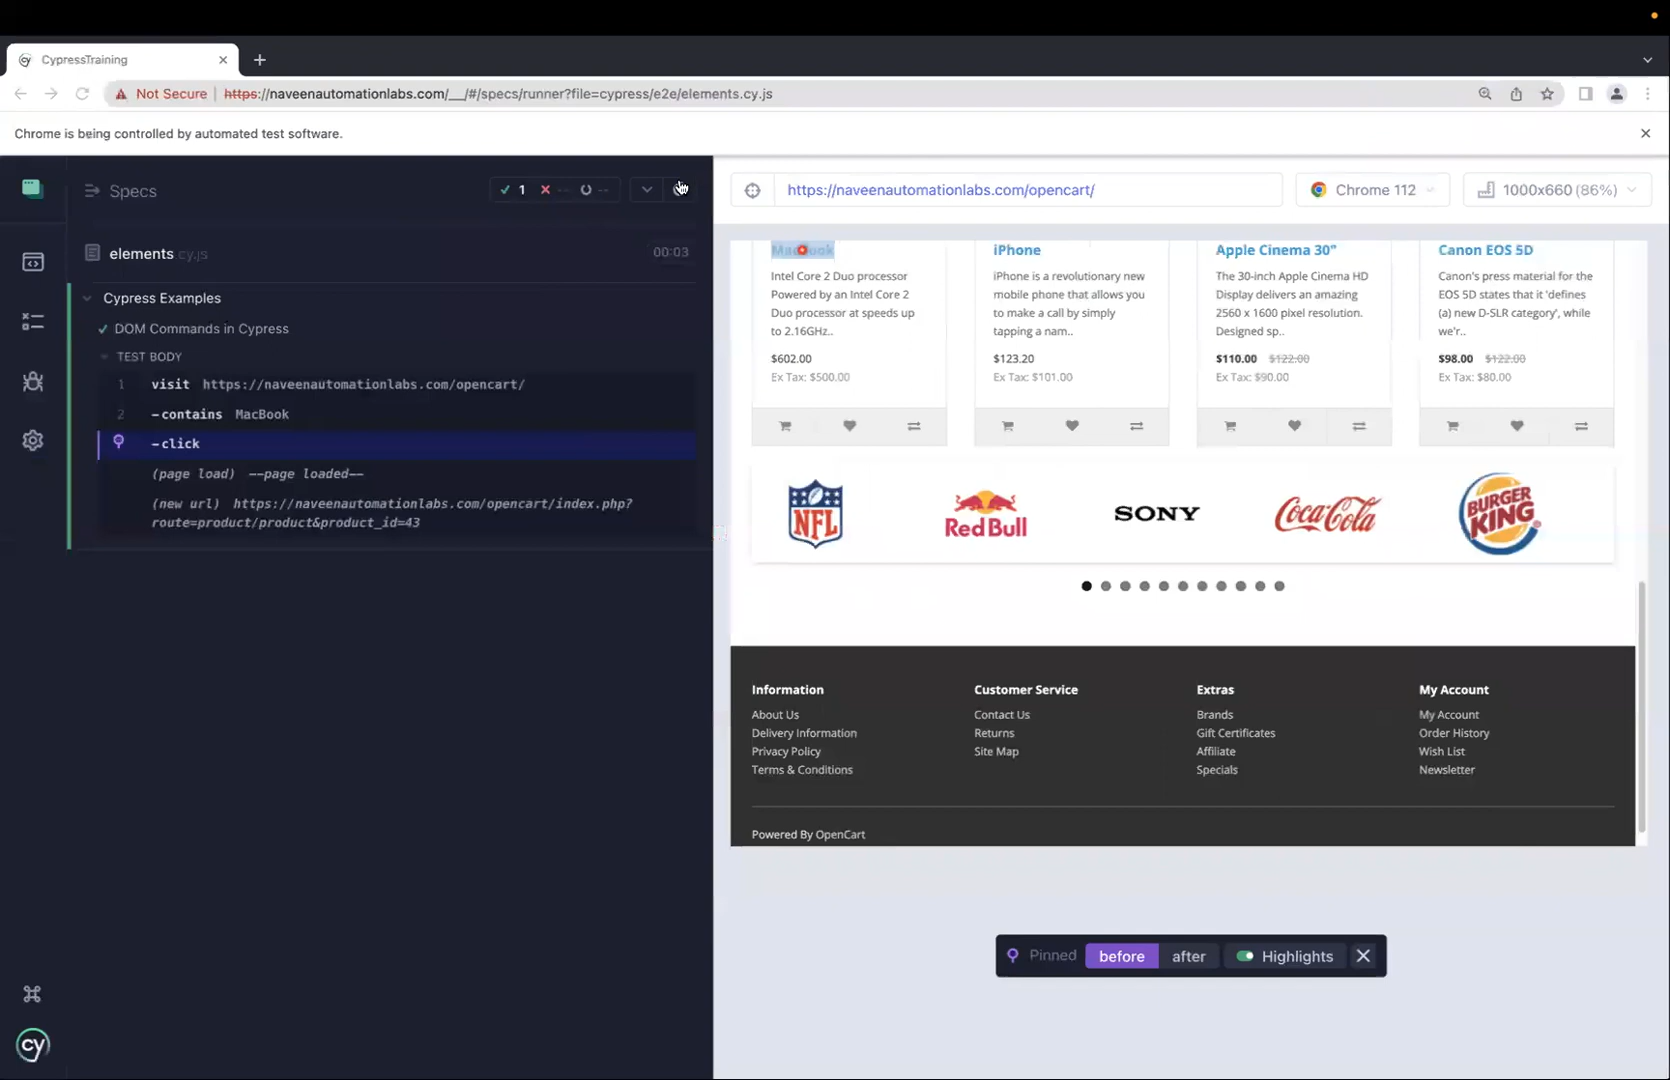 CypressTraining
Not Secure
https://naveenautomationlabs.com/__/#/specs/runner?file=cypress/e2e/elements.cy.js
Chrome is being controlled by automated test software.
Specs
1
--
--
https://naveenautomationlabs.com/opencart/
Chrome 112
1000x660 (86%)
elements cy.js
00:03
Cypress Examples
DOM Commands in Cypress
TEST BODY
1 visit https://naveenautomationlabs.com/opencart/
2 -contains MacBook
-click
(page load) --page loaded--
(new url) https://naveenautomationlabs.com/opencart/index.php?
route=product/product&product_id=43
MacBook
Intel Core 2 Duo processor
Powered by an Intel Core 2
Duo processor at speeds up
to 2.16GHz..
$602.00
Ex Tax: $500.00
iPhone
iPhone is a revolutionary new
mobile phone that allows you
to make a call by simply
tapping a nam..
$123.20
Ex Tax: $101.00
Apple Cinema 30"
The 30-inch Apple Cinema HD
Display delivers an amazing
2560 x 1600 pixel resolution.
Designed sp..
$110.00 $122.00
Ex Tax: $90.00
Canon EOS 5D
Canon's press material for the
EOS 5D states that it 'defines
(a) new D-SLR category', while
we'r..
$98.00 $122.00
Ex Tax: $80.00
NFL
Red Bull
SONY
Coca-Cola
BURGER
KING
Information
About Us
Delivery Information
Privacy Policy
Terms & Conditions
Customer Service
Contact Us
Returns
Site Map
Extras
Brands
Gift Certificates
Affiliate
Specials
My Account
My Account
Order History
Wish List
Newsletter
Powered By OpenCart
Pinned
before
after
Highlights
cy